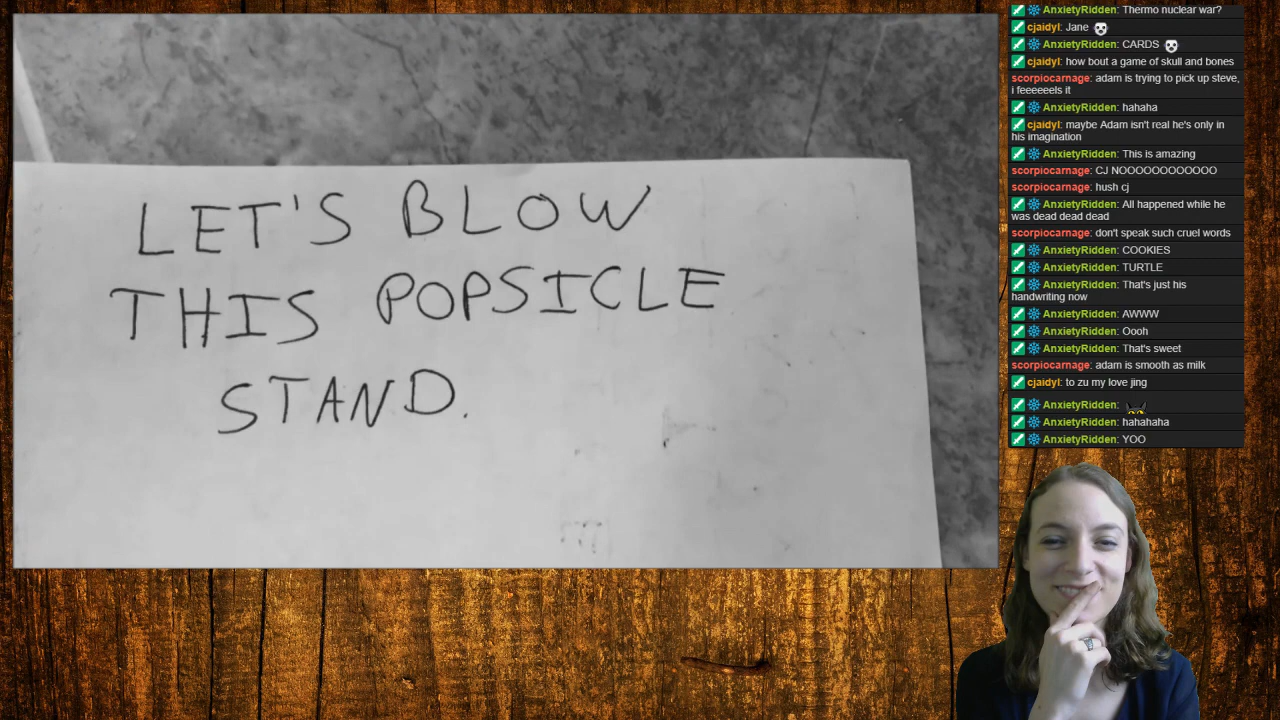 LET'S BLOW
THIS POPSICLE
STAND.
AnxietyRidden: Thermo nuclear war?
cjaidyl: Jane
AnxietyRidden: CARDS
cjaidyl: how bout a game of skull and bones
scorpiocarnage: adam is trying to pick up steve,
i feeeeeels it
AnxietyRidden: hahaha
cjaidyl: maybe Adam isn't real he's only in
his imagination
AnxietyRidden: This is amazing
scorpiocarnage: CJ NOOOOOOOOOOOO
scorpiocarnage: hush cj
AnxietyRidden: All happened while he
was dead dead dead
scorpiocarnage: don't speak such cruel words
AnxietyRidden: COOKIES
AnxietyRidden: TURTLE
AnxietyRidden: That's just his
handwriting now
AnxietyRidden: AWWW
AnxietyRidden: Oooh
AnxietyRidden: That's sweet
scorpiocarnage: adam is smooth as milk
cjaidyl: to zu my love jing
AnxietyRidden:
AnxietyRidden: hahahaha
AnxietyRidden: YOO